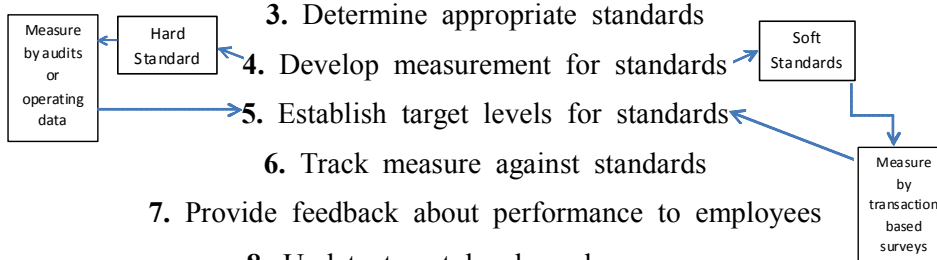 3. Determine appropriate standards
Measure
by audits
or
operating
data
Hard
Standard
Soft
Standards
4. Develop measurement for standards
5. Establish target levels for standards
6. Track measure against standards
Measure
by
transaction
based
surveys
7. Provide feedback about performance to employees